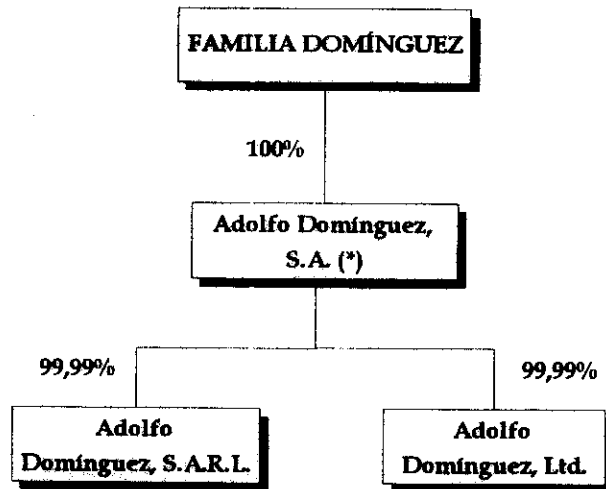 FAMILIA DOMÍNGUEZ
100%
Adolfo Domínguez,
S.A. (*)
99,99%
99,99%
Adolfo
Domínguez, S.A.R.L.
Adolfo
Domínguez, Ltd.